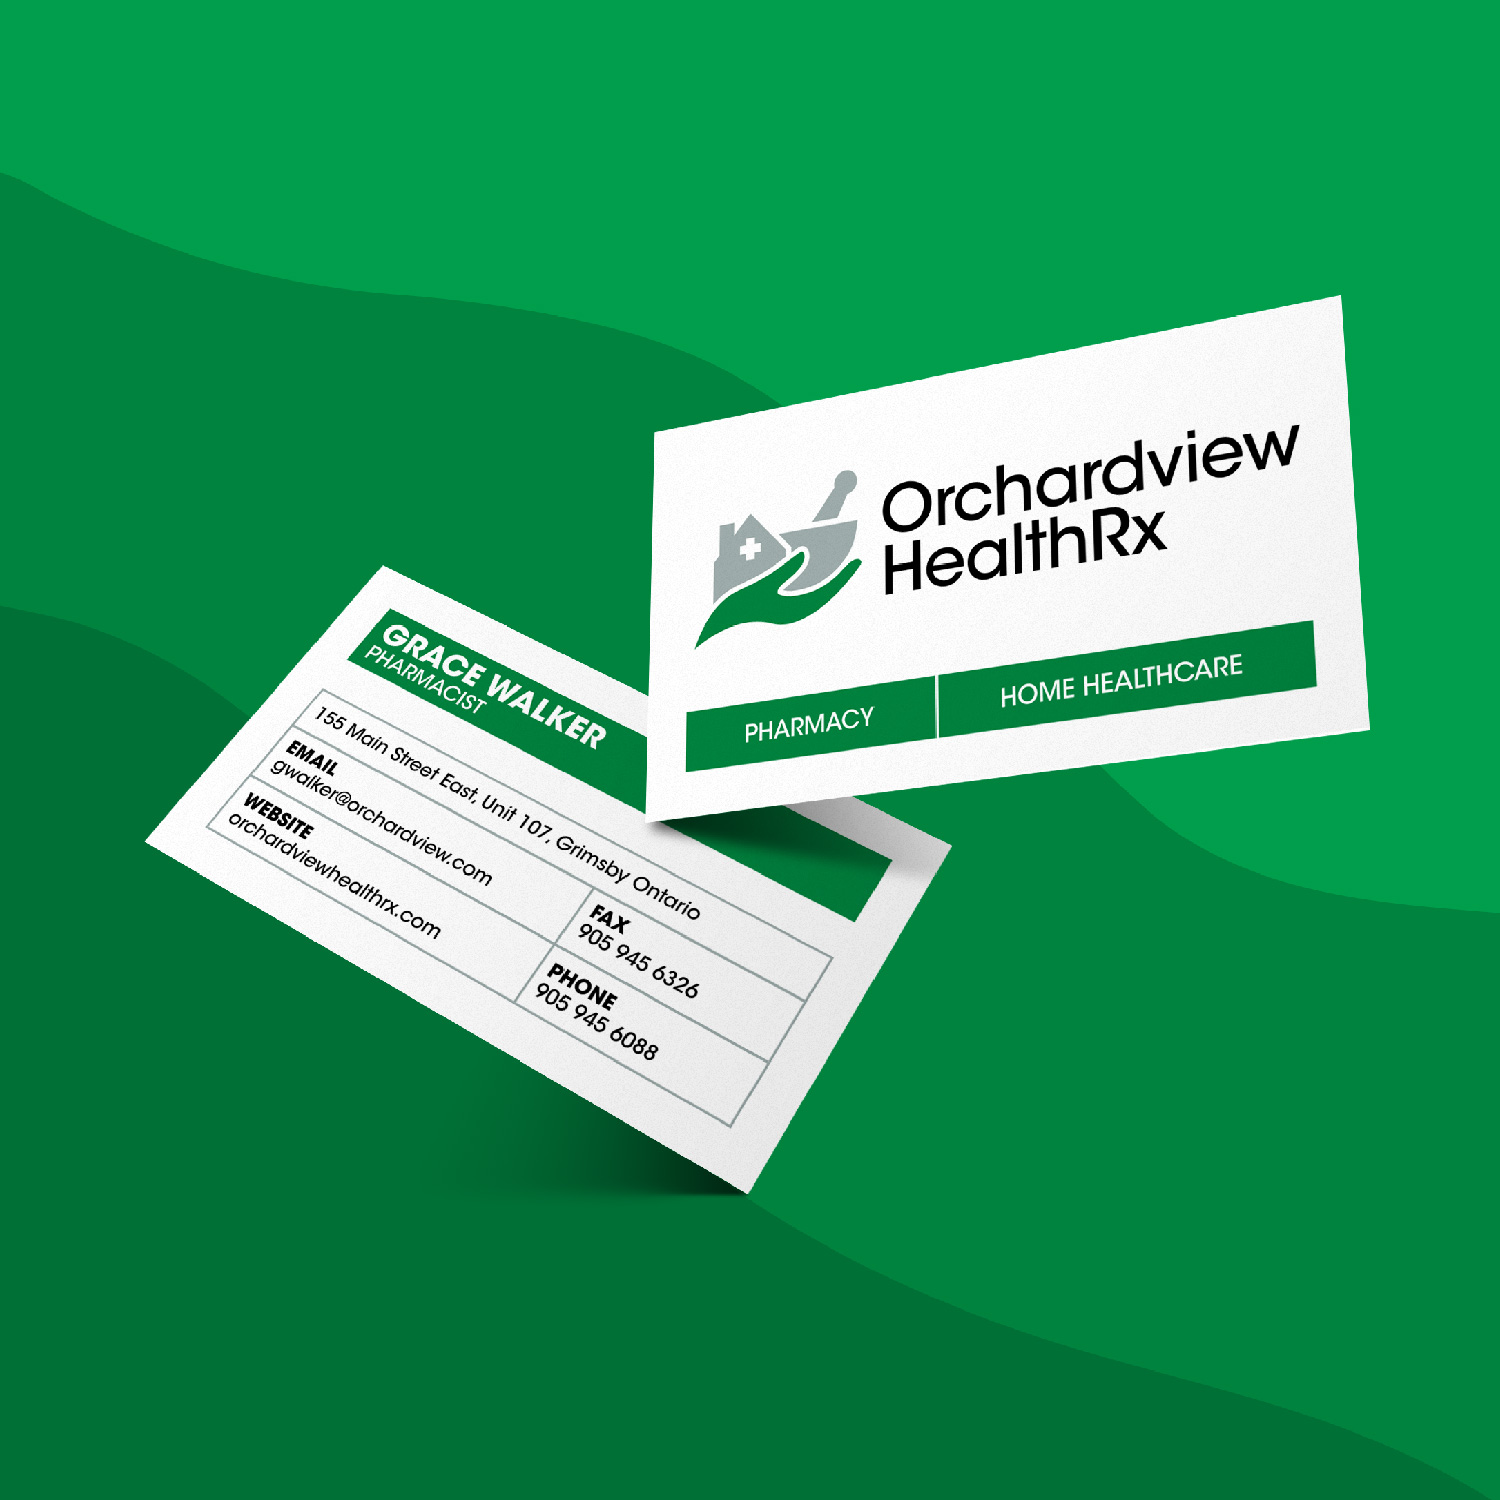 Orchardview
HealthRx
PHARMACY
HOME HEALTHCARE
GRACE WALKER
PHARMACIST
155 Main Street East, Unit 107, Grimsby Ontario
EMAIL
gwalker@orchardview.com
WEBSITE
orchardviewhealthrx.com
FAX
905 945 6326
PHONE
905 945 6088